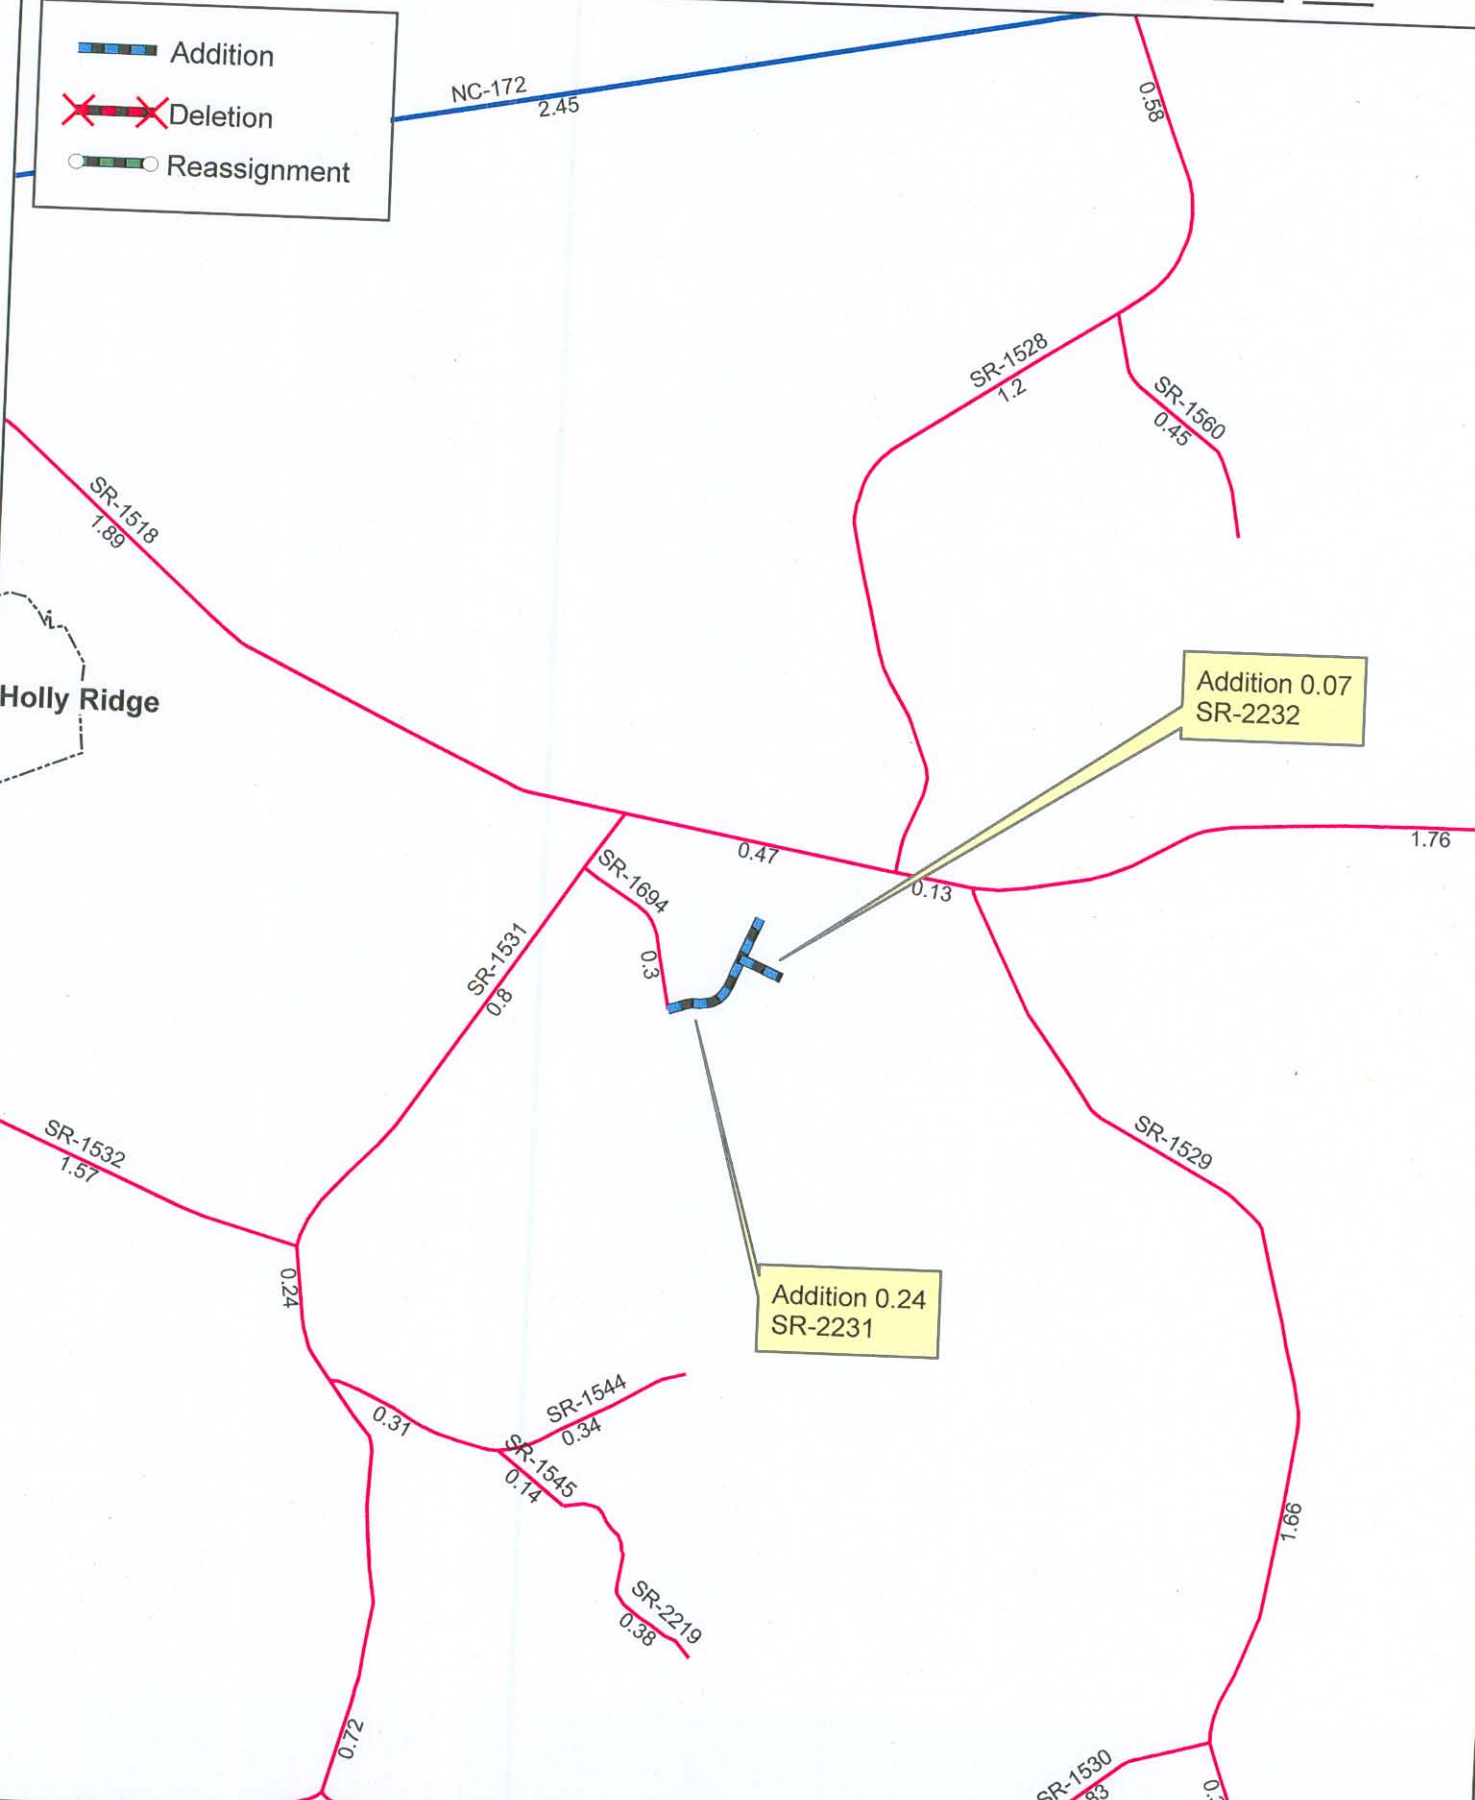 Addition
Deletion
Reassignment
NC-172
2.45
0.58
SR-1528
1.2
SR-1560
0.45
SR-1518
1.89
Holly Ridge
Addition 0.07
SR-2232
1.76
0.47
0.13
SR-1694
0.3
SR-1531
0.8
SR-1532
1.57
SR-1529
0.24
Addition 0.24
SR-2231
0.31
SR-1544
0.34
SR-1545
0.14
1.66
SR-2219
0.38
0.72
SR-1530